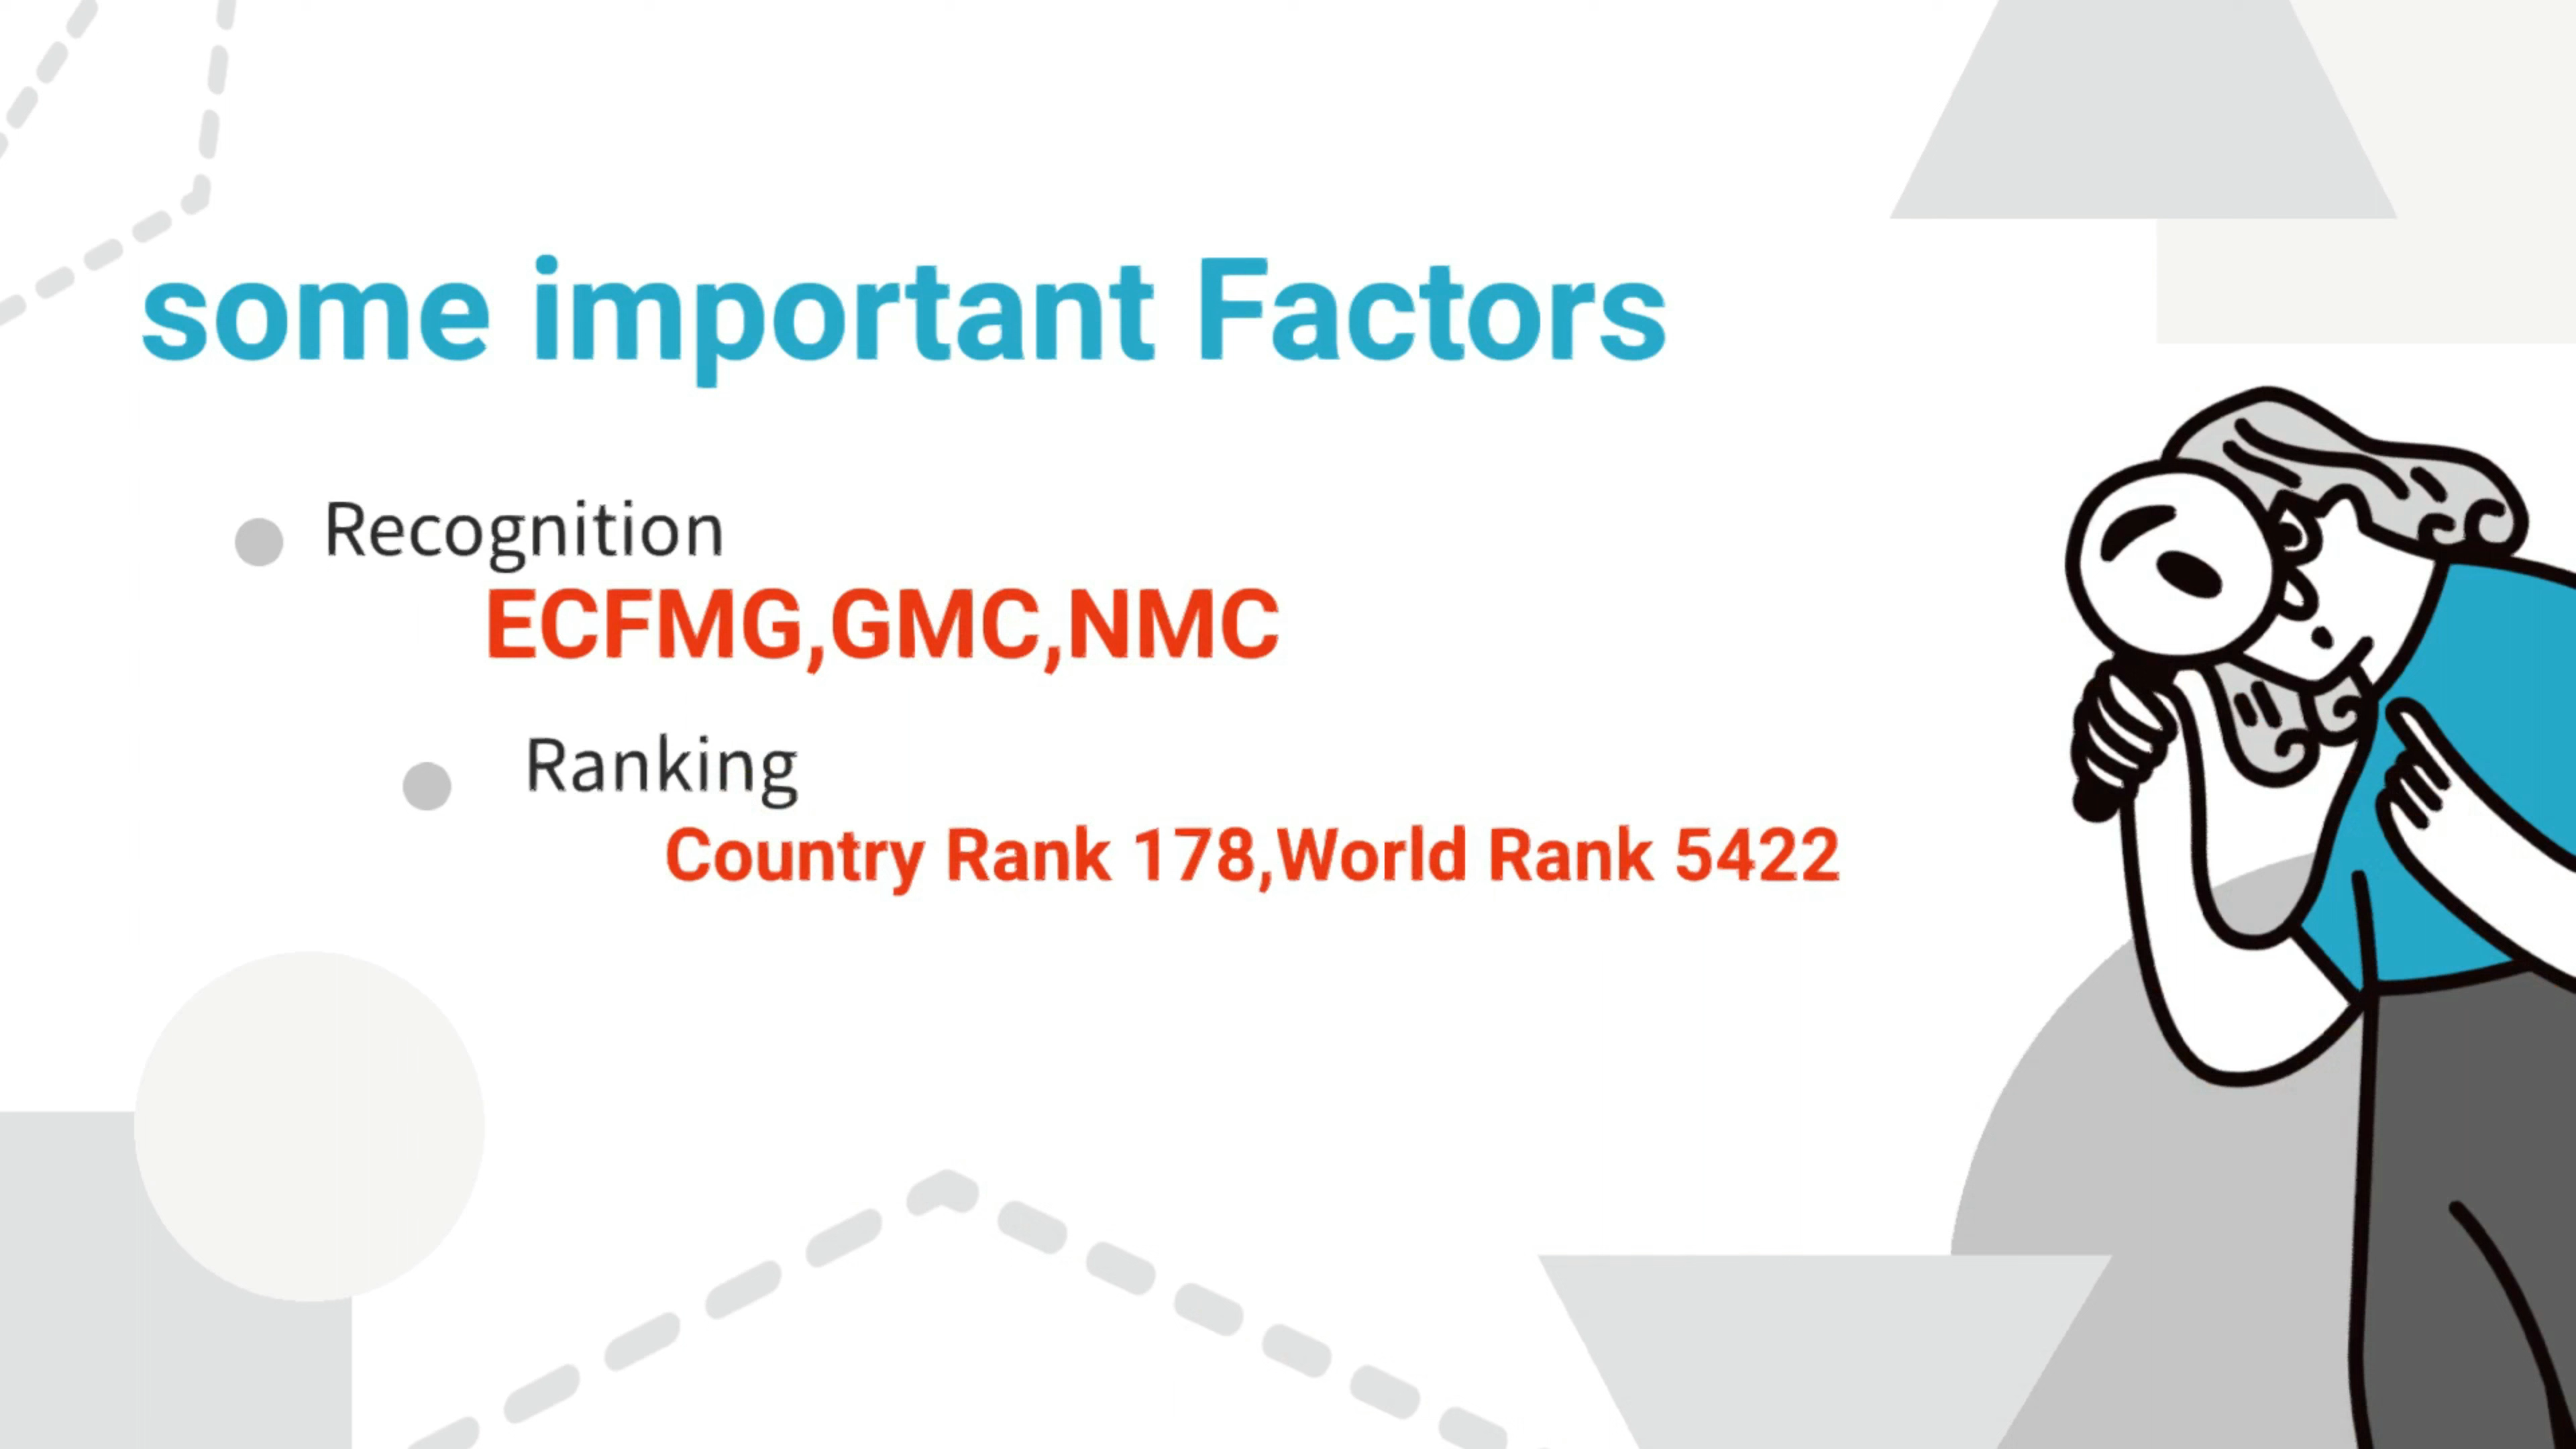 some important Factors
Recognition
ECFMG,GMC,NMC
Ranking
Country Rank 178,World Rank 5422